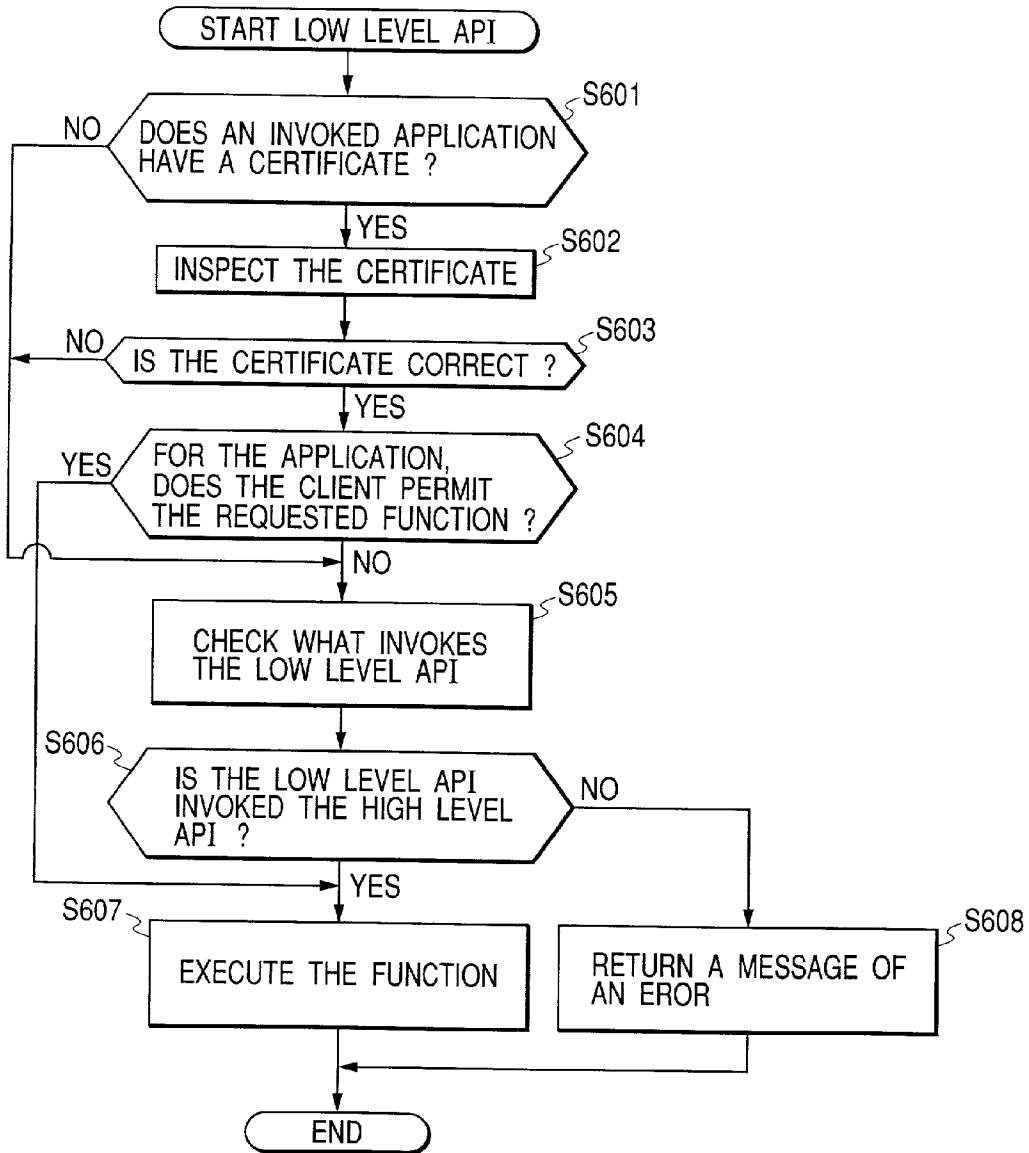 START LOW LEVEL API
S601
NO
DOES AN INVOKED APPLICATION
HAVE A CERTIFICATE ?
YES
S602
INSPECT THE CERTIFICATE
S603
NO
IS THE CERTIFICATE CORRECT ?
YES
S604
YES
FOR THE APPLICATION,
DOES THE CLIENT PERMIT
THE REQUESTED FUNCTION ?
NO
S605
CHECK WHAT INVOKES
THE LOW LEVEL API
S606
IS THE LOW LEVEL API
INVOKED THE HIGH LEVEL
API ?
NO
YES
S607
EXECUTE THE FUNCTION
S608
RETURN A MESSAGE OF
AN EROR
END